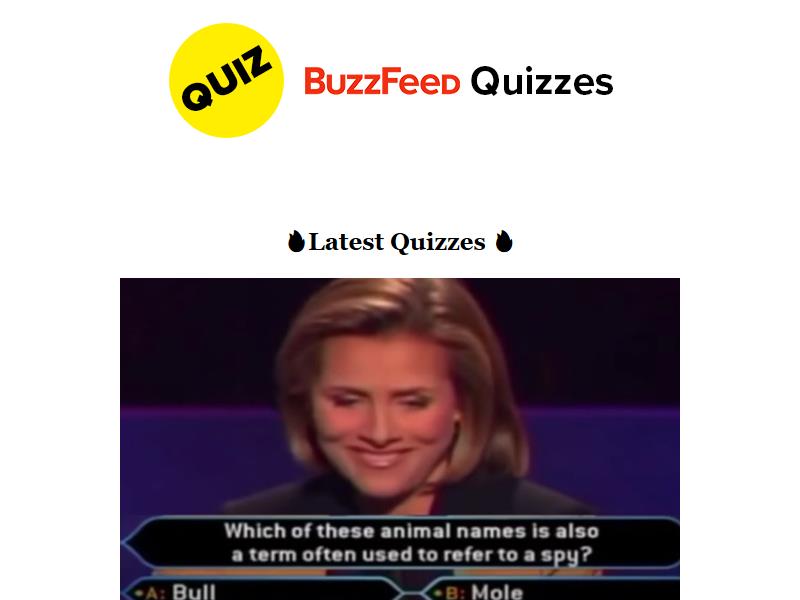 QUIZ
BuzzFeed Quizzes
🔥Latest Quizzes 🔥
Which of these animal names is also
a term often used to refer to a spy?
A: Bull
B: Mole